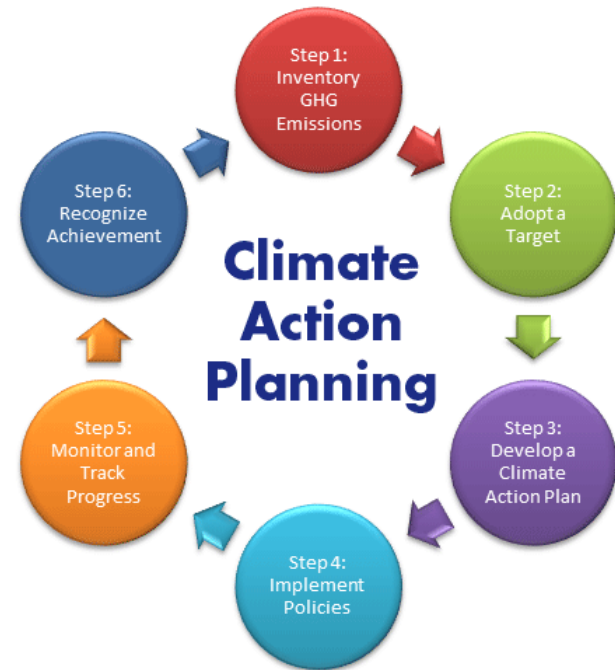 Step 1:
Inventory
GHG
Emissions
Step 2:
Adopt a
Target
Step 3:
Develop a
Climate
Action Plan
Step 4:
Implement
Policies
Step 5:
Monitor and
Track
Progress
Step 6:
Recognize
Achievement
Climate
Action
Planning